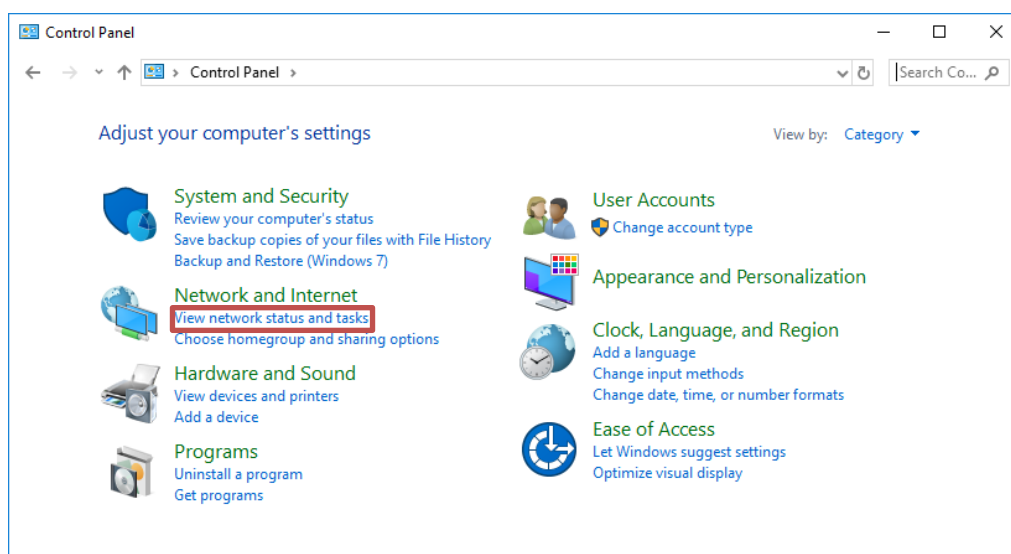 Control Panel
Control Panel
Search Co...
Adjust your computer's settings
View by: Category
System and Security
Review your computer's status
Save backup copies of your files with File History
Backup and Restore (Windows 7)
Network and Internet
View network status and tasks
Choose homegroup and sharing options
Hardware and Sound
View devices and printers
Add a device
Programs
Uninstall a program
Get programs
User Accounts
Change account type
Appearance and Personalization
Clock, Language, and Region
Add a language
Change input methods
Change date, time, or number formats
Ease of Access
Let Windows suggest settings
Optimize visual display